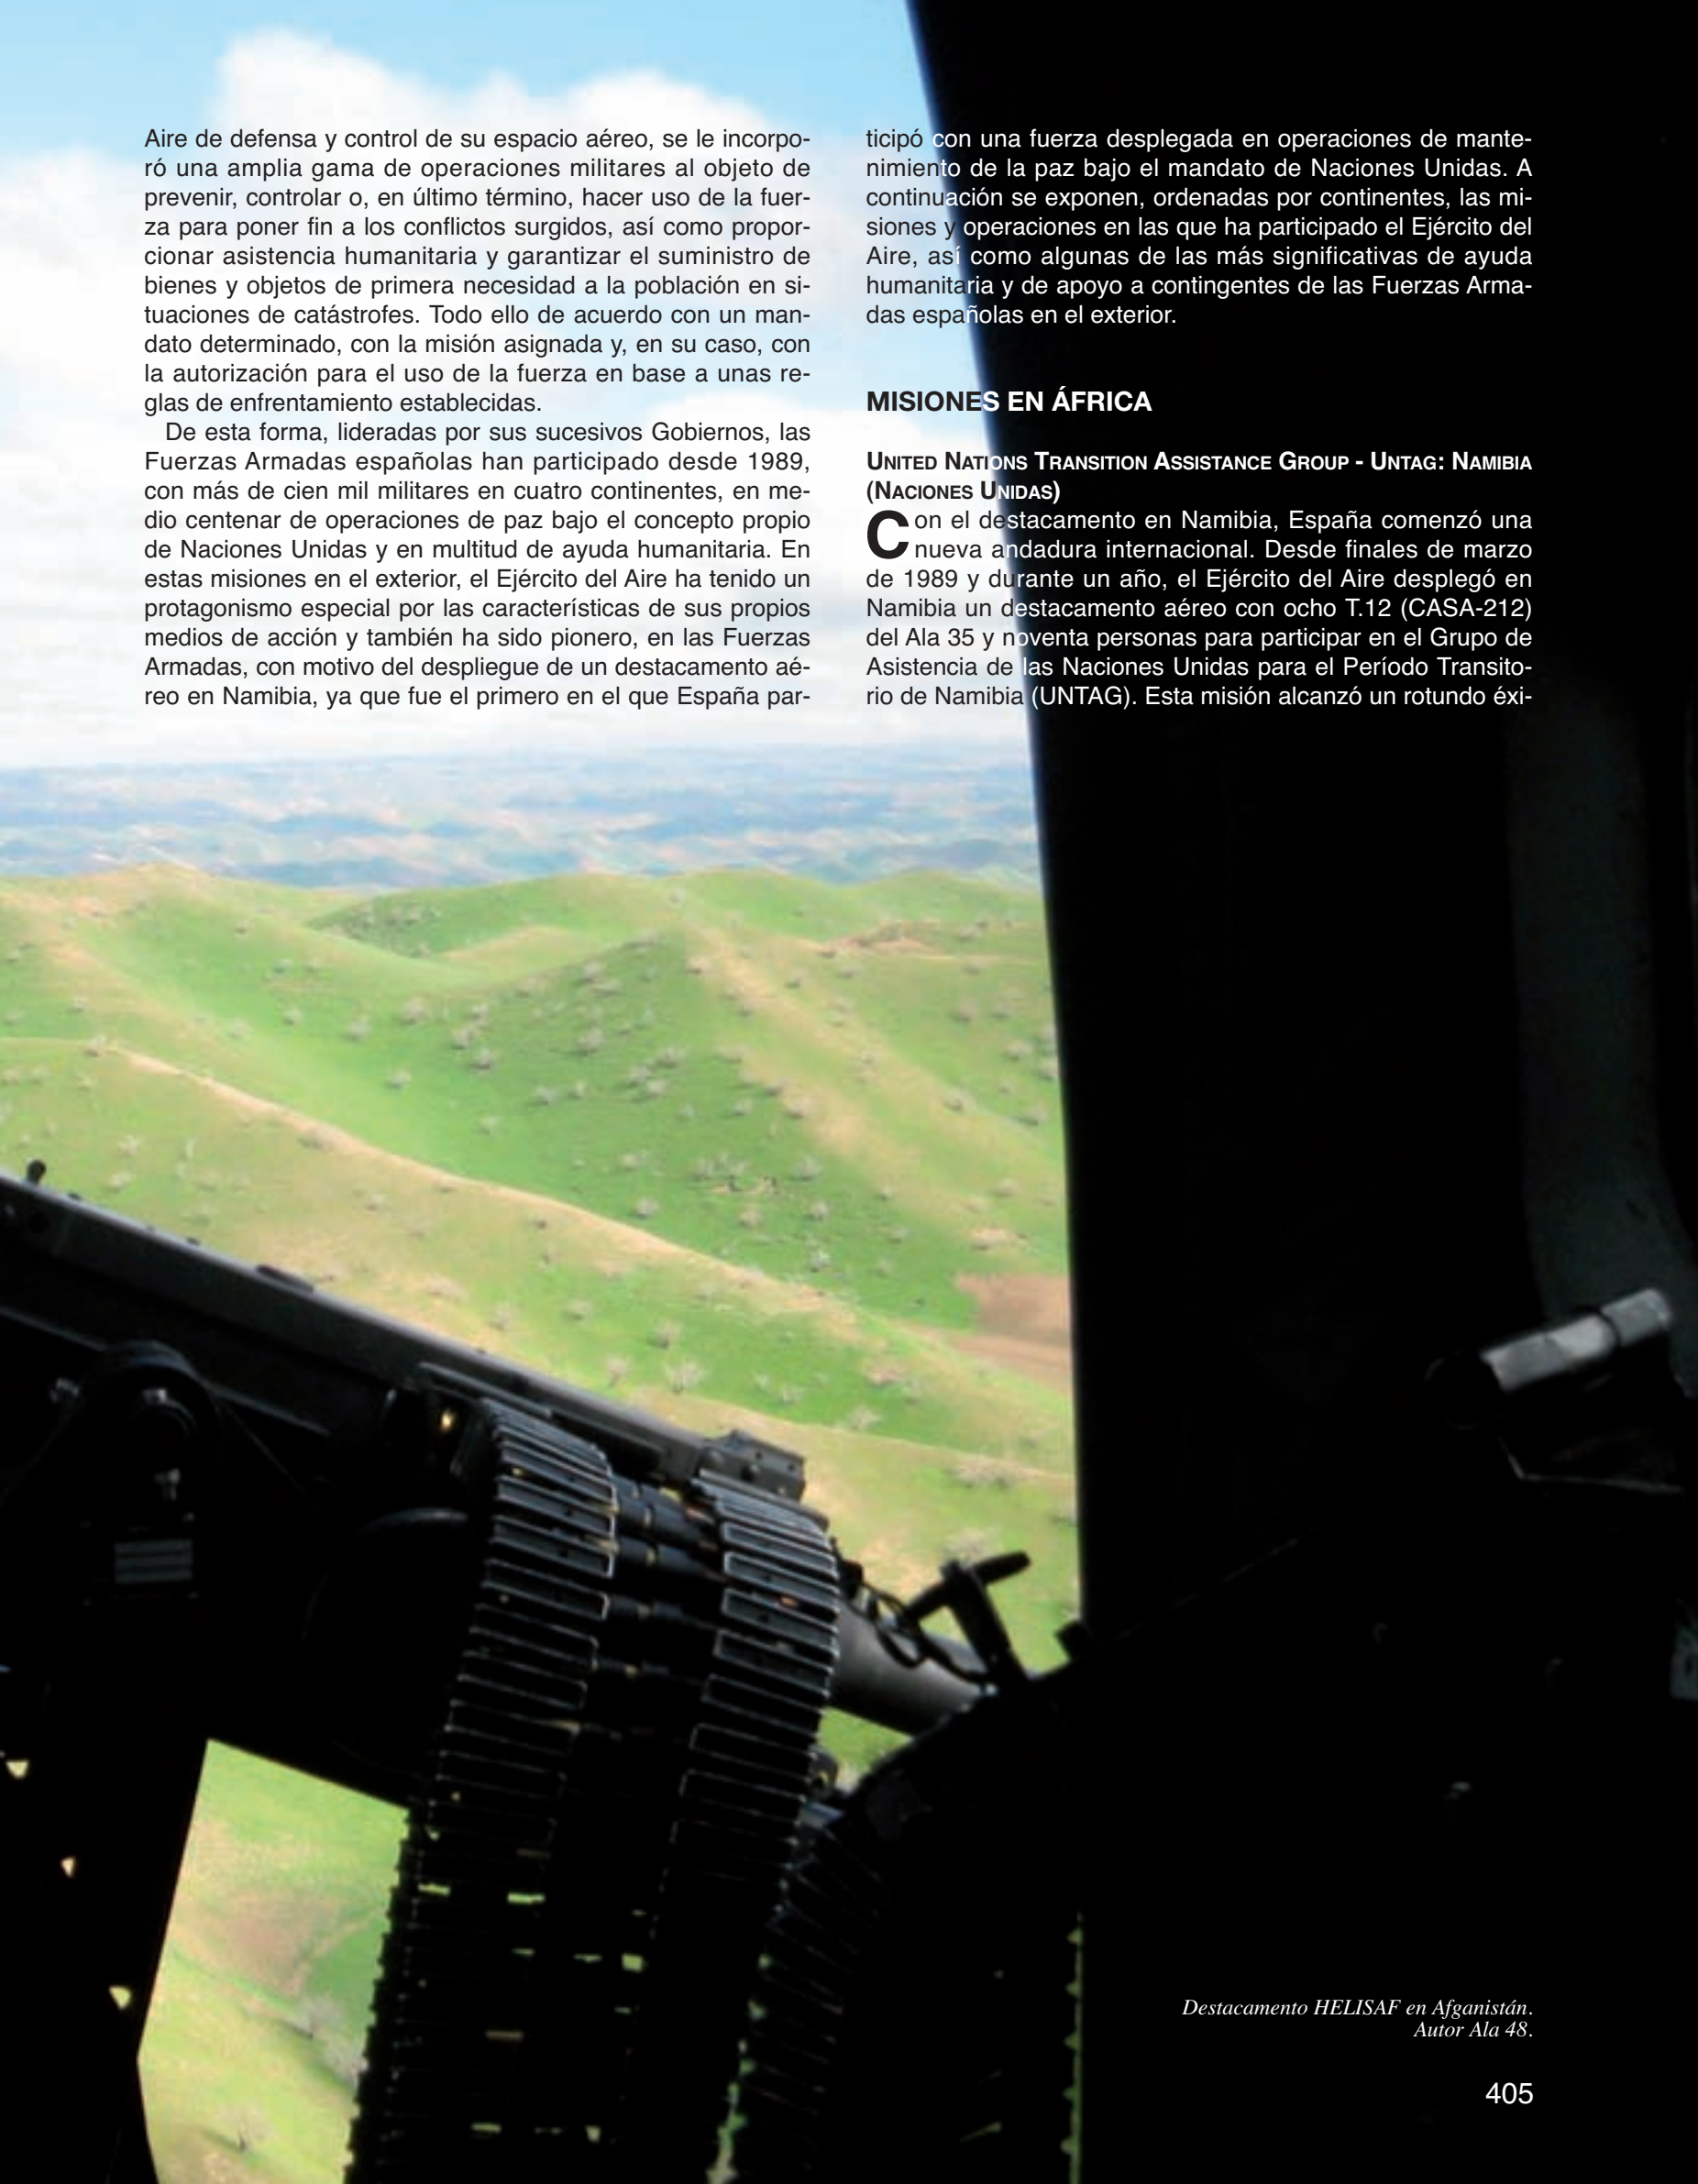 Aire de defensa y control de su espacio aéreo, se le incorpo-
ró una amplia gama de operaciones militares al objeto de
prevenir, controlar o, en último término, hacer uso de la fuer-
za para poner fin a los conflictos surgidos, así como propor-
cionar asistencia humanitaria y garantizar el suministro de
bienes y objetos de primera necesidad a la población en si-
tuaciones de catástrofes. Todo ello de acuerdo con un man-
dato determinado, con la misión asignada y, en su caso, con
la autorización para el uso de la fuerza en base a unas re-
glas de enfrentamiento establecidas.
De esta forma, lideradas por sus sucesivos Gobiernos, las
Fuerzas Armadas españolas han participado desde 1989,
con más de cien mil militares en cuatro continentes, en me-
dio centenar de operaciones de paz bajo el concepto propio
de Naciones Unidas y en multitud de ayuda humanitaria. En
estas misiones en el exterior, el Ejército del Aire ha tenido un
protagonismo especial por las características de sus propios
medios de acción y también ha sido pionero, en las Fuerzas
Armadas, con motivo del despliegue de un destacamento aé-
reo en Namibia, ya que fue el primero en el que España par-
ticipó con una fuerza desplegada en operaciones de mante-
nimiento de la paz bajo el mandato de Naciones Unidas. A
continuación se exponen, ordenadas por continentes, las mi-
siones y operaciones en las que ha participado el Ejército del
Aire, así como algunas de las más significativas de ayuda
humanitaria y de apoyo a contingentes de las Fuerzas Arma-
das españolas en el exterior.
MISIONES EN ÁFRICA
UNITED NATIONS TRANSITION ASSISTANCE GROUP - UNTAG: NAMIBIA
(NACIONES UNIDAS)
Con el destacamento en Namibia, España comenzó una
nueva andadura internacional. Desde finales de marzo
de 1989 y durante un año, el Ejército del Aire desplegó en
Namibia un destacamento aéreo con ocho T.12 (CASA-212)
del Ala 35 y noventa personas para participar en el Grupo de
Asistencia de las Naciones Unidas para el Período Transito-
rio de Namibia (UNTAG). Esta misión alcanzó un rotundo éxi-
Destacamento HELISAF en Afganistán.
Autor Ala 48.
405